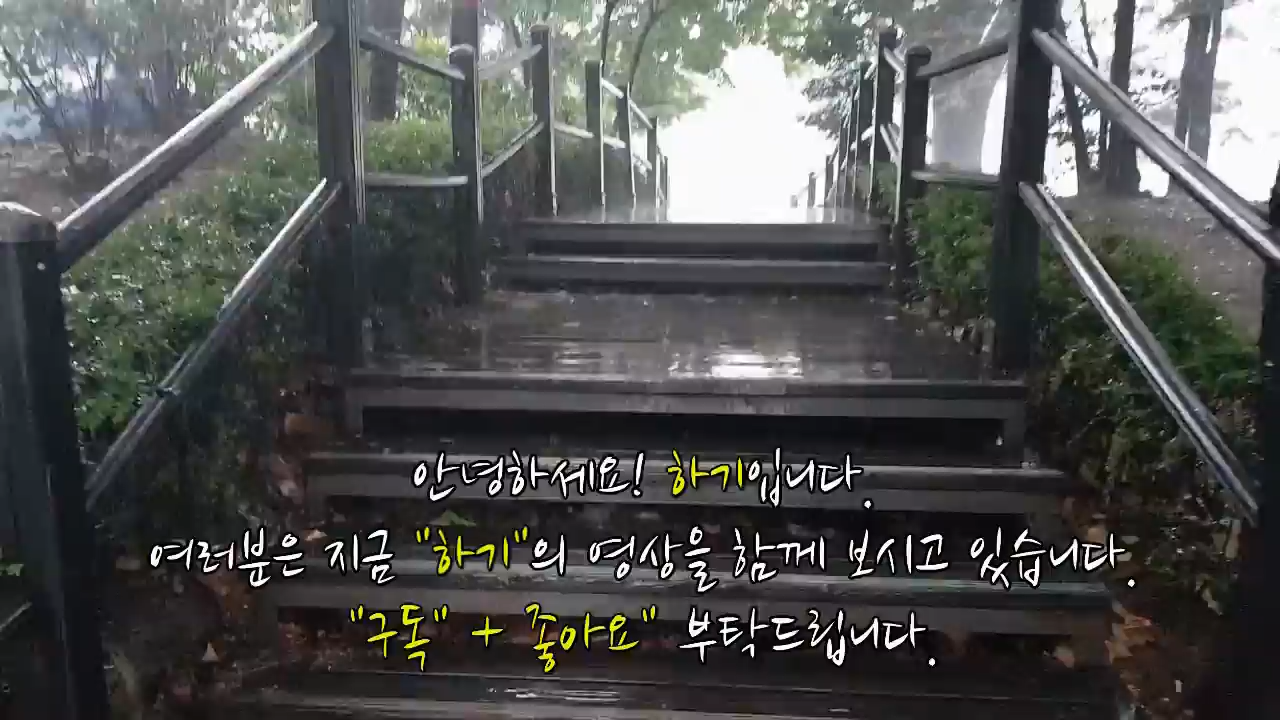 안녕하세요! 하기입니다.
여러분은 지금 "하기"의 영상을 함께 보시고 있습니다.
"구독" + 좋아요" 부탁드립니다.